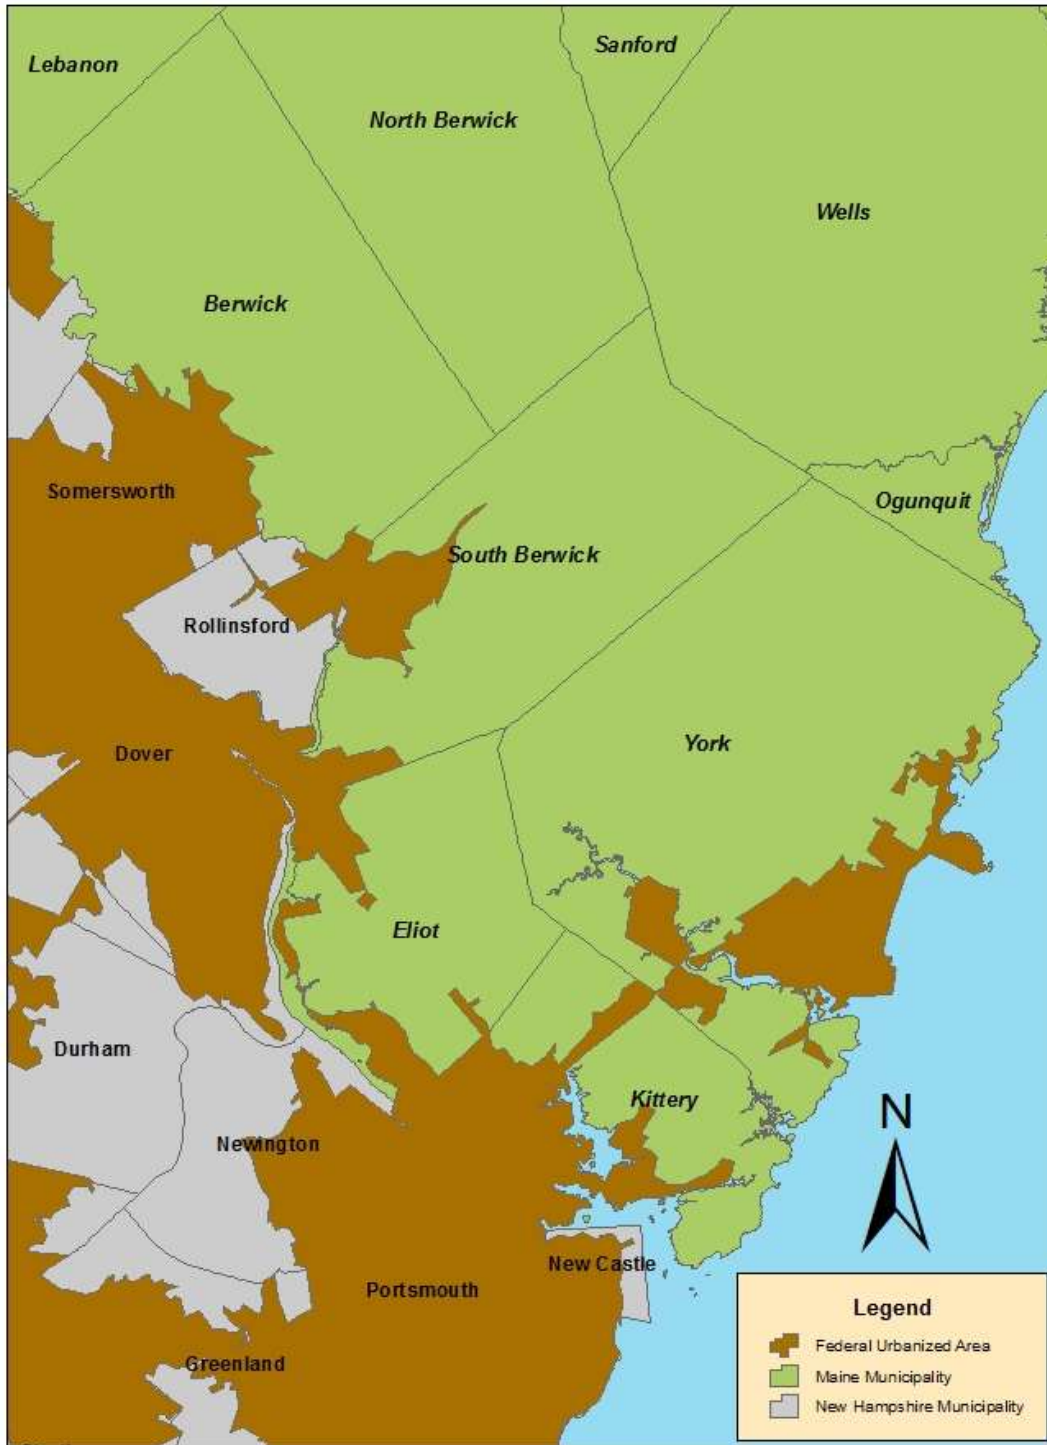 Lebanon
Sanford
North Berwick
Wells
Berwick
Somersworth
Ogunquit
South Berwick
Rollinsford
York
Dover
Eliot
Durham
Kittery
N
Newington
New Castle
Portsmouth
Greenland
Legend
Federal Urbanized Area
Maine Municipality
New Hampshire Municipality